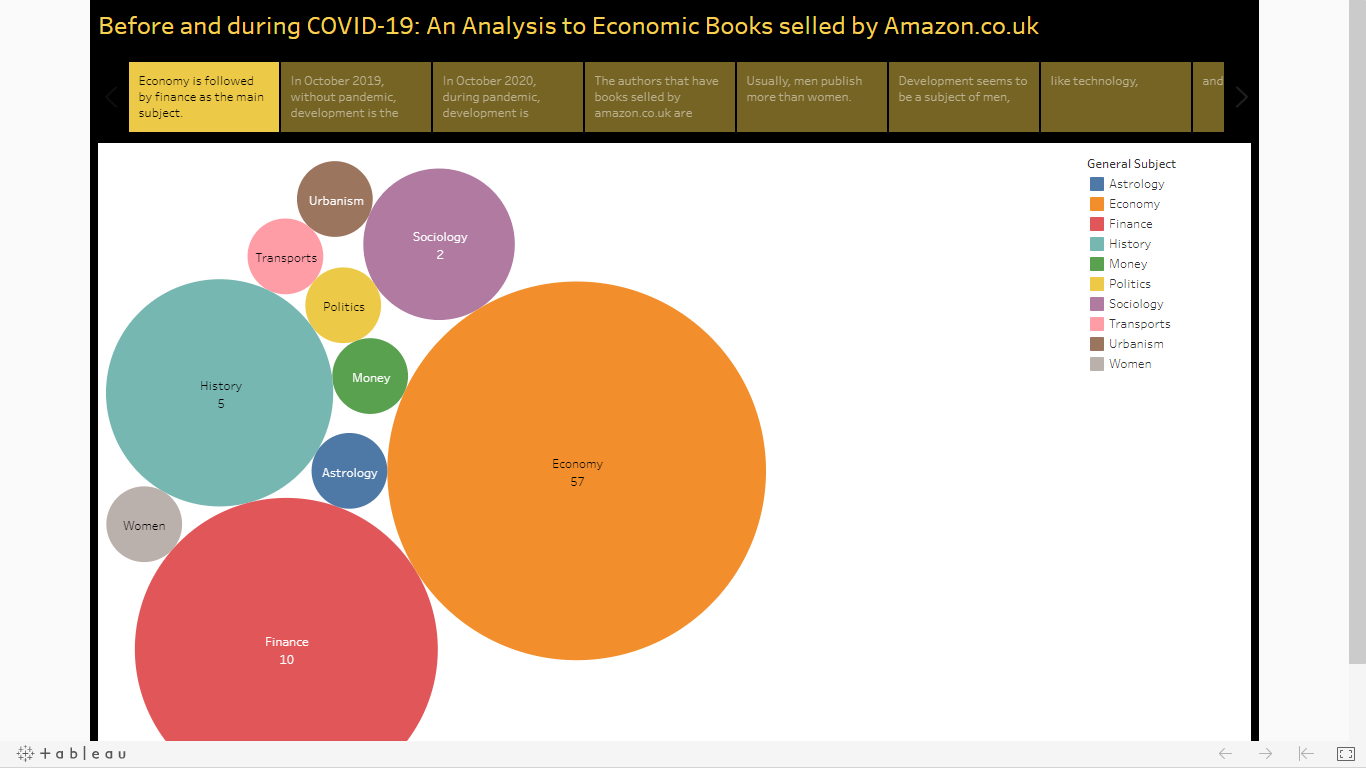 Before and during COVID-19: An Analysis to Economic Books selled by Amazon.co.uk
Economy is followed
by finance as the main
subject.
In October 2019,
without pandemic,
development is the
In October 2020,
during pandemic,
development is
The authors that have
books selled by
amazon.co.uk are
Usually, men publish
more than women.
Development seems to
be a subject of men,
like technology,
and
Urbanism
Sociology
2
Transports
Politics
Money
History
5
Astrology
Economy
57
Women
Finance
10
General Subject
Astrology
Economy
Finance
History
Money
Politics
Sociology
Transports
Urbanism
Women
+ a b | e a u